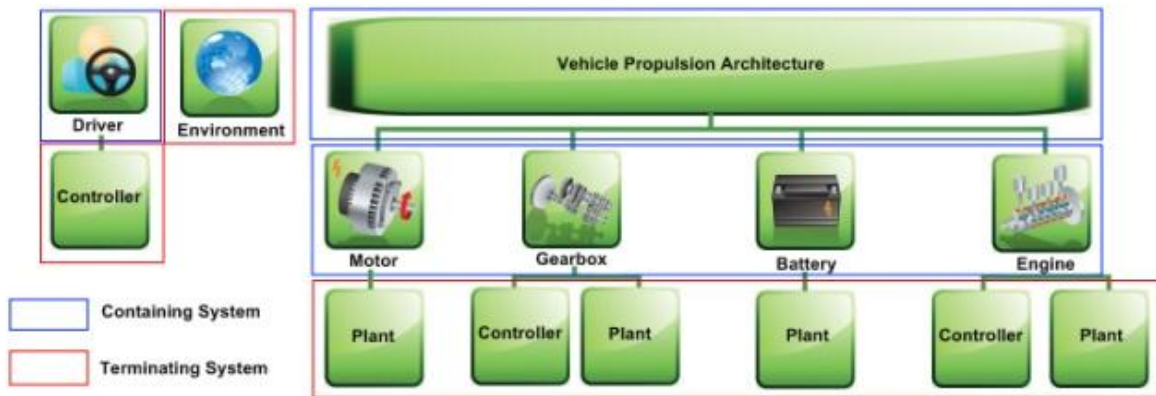 Vehicle Propulsion Architecture
Driver
Environment
Controller
Motor
Gearbox
Battery
Engine
Plant
Controller
Plant
Plant
Controller
Plant
Containing System
Terminating System